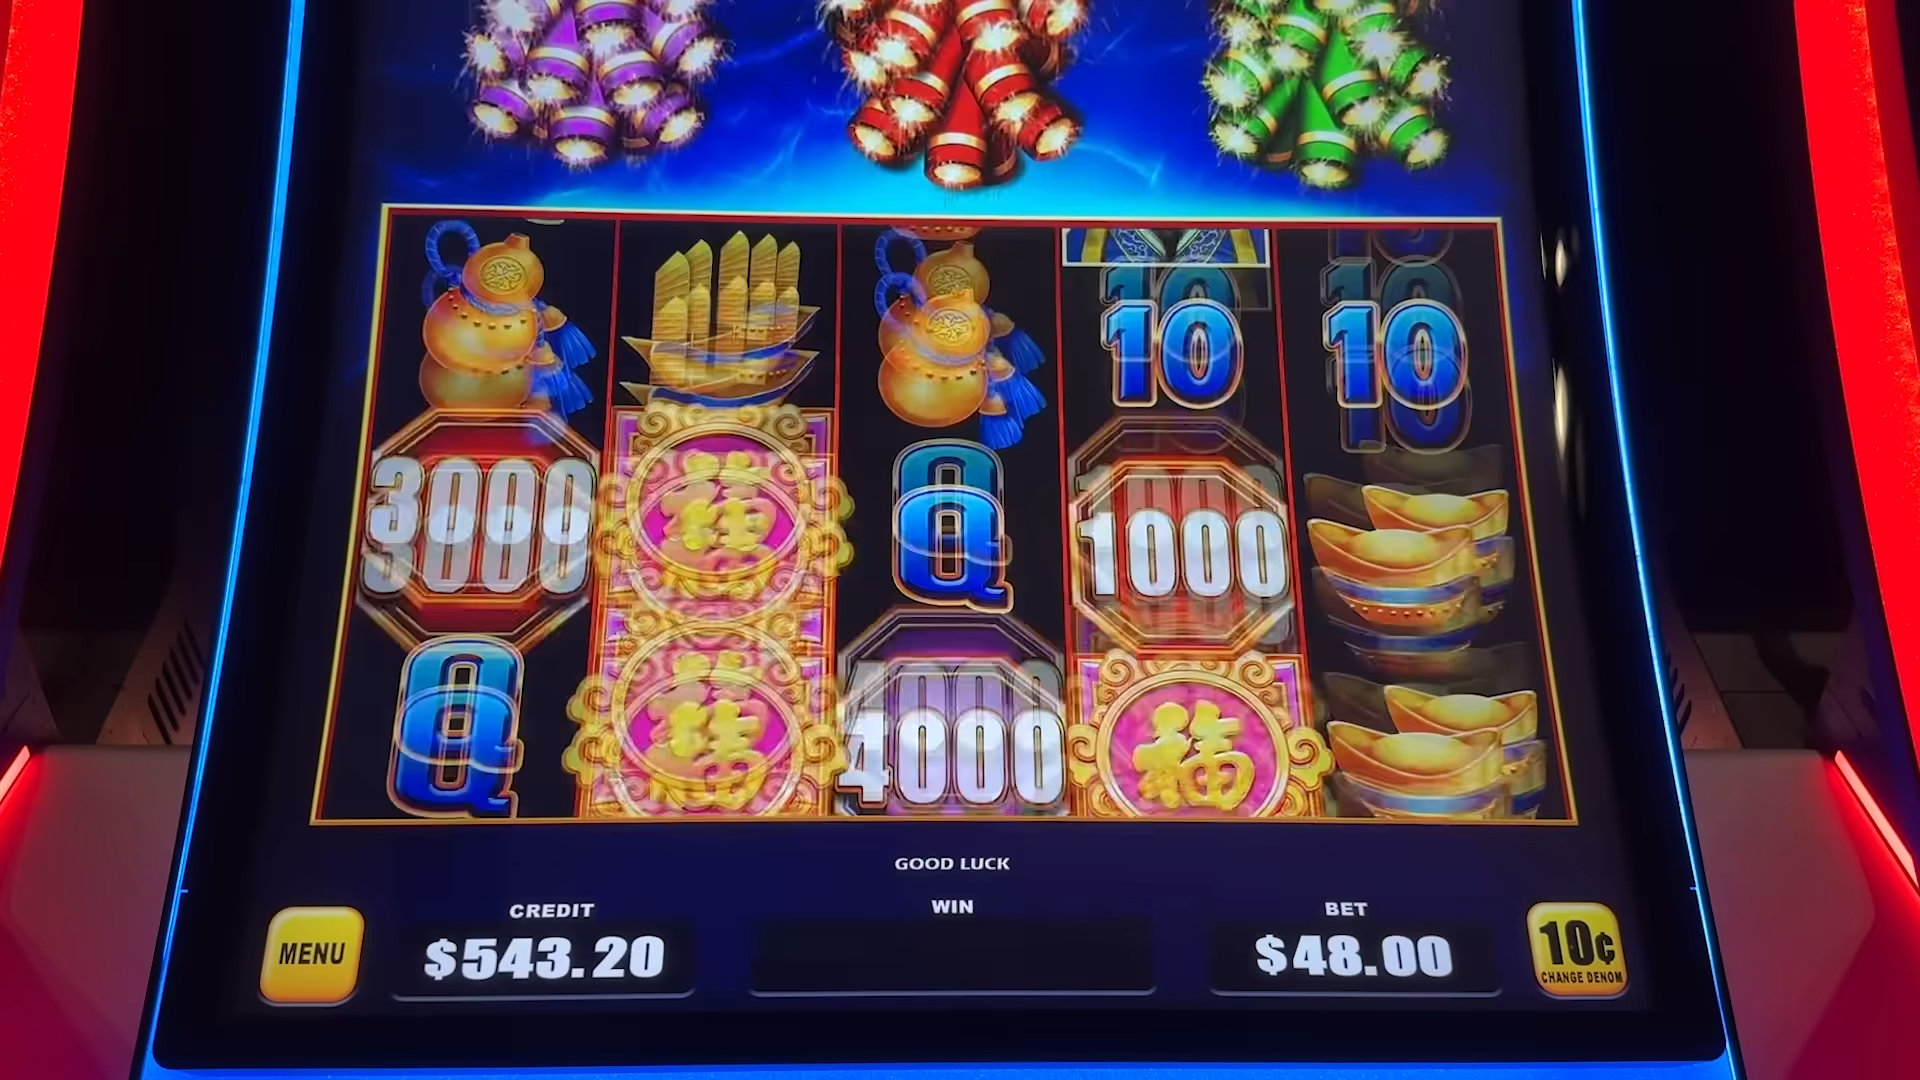 10 10
3000 福 Q 1000
Q 福 4000 福
GOOD LUCK
CREDIT WIN BET
MENU $543.20 $48.00 10¢
CHANGE DENOM